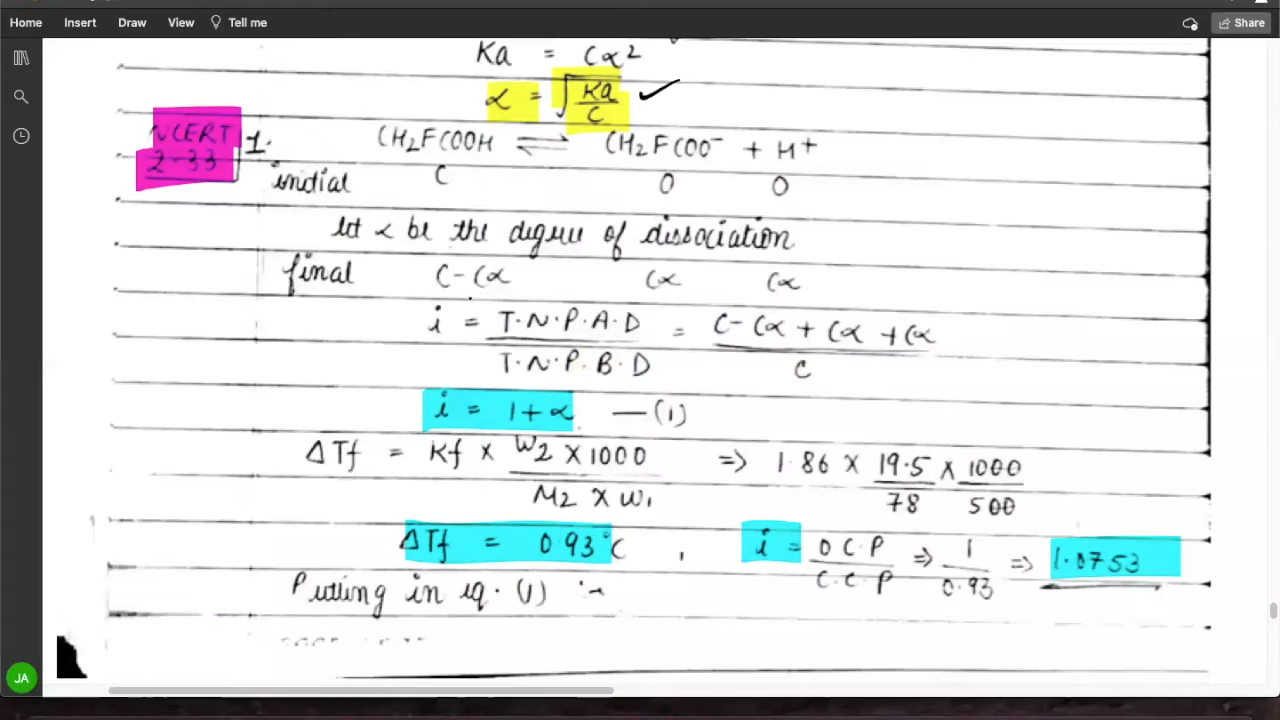 Home Insert Draw View Tell me Share
Ka = Cα²
α = √Ka/C ✓
NCERT 2.33 1. CH2FCOOH ⇌ CH2FCOO⁻ + H⁺
initial C 0 0
let α be the degree of dissociation
final C-Cα Cα Cα
i = T.N.P.A.D / T.N.P.B.D = C-Cα + Cα + Cα / C
i = 1+α —(1)
ΔTf = Kf × W2 × 1000 / M2 × W1 => 1.86 × 19.5/78 × 1000/500
ΔTf = 0.93°C , i = O.C.P / C.C.P => 1/0.93 => 1.0753
Putting in eq. (1) :-
JA